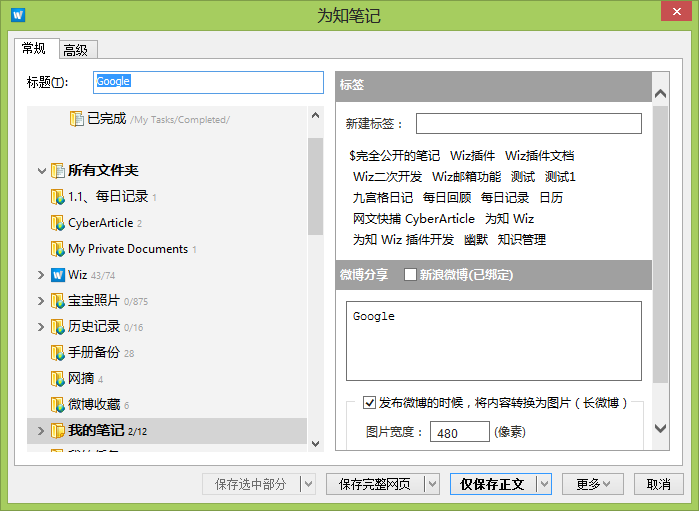 为知笔记
常规 高级
标题(T): Google
已完成 /My Tasks/Completed/
所有文件夹
1.1、每日记录 1
CyberArticle 2
My Private Documents 1
Wiz 43/74
宝宝照片 0/875
历史记录 0/16
手册备份 28
网摘 4
微博收藏 6
我的笔记 2/12
标签
新建标签：
$完全公开的笔记 Wiz插件 Wiz插件文档
Wiz二次开发 Wiz邮箱功能 测试 测试1
九宫格日记 每日回顾 每日记录 日历
网文快捕 CyberArticle 为知 Wiz
为知 Wiz 插件开发 幽默 知识管理
微博分享 新浪微博(已绑定)
Google
发布微博的时候，将内容转换为图片（长微博）
图片宽度： 480 (像素)
保存选中部分 保存完整网页 仅保存正文 更多 取消